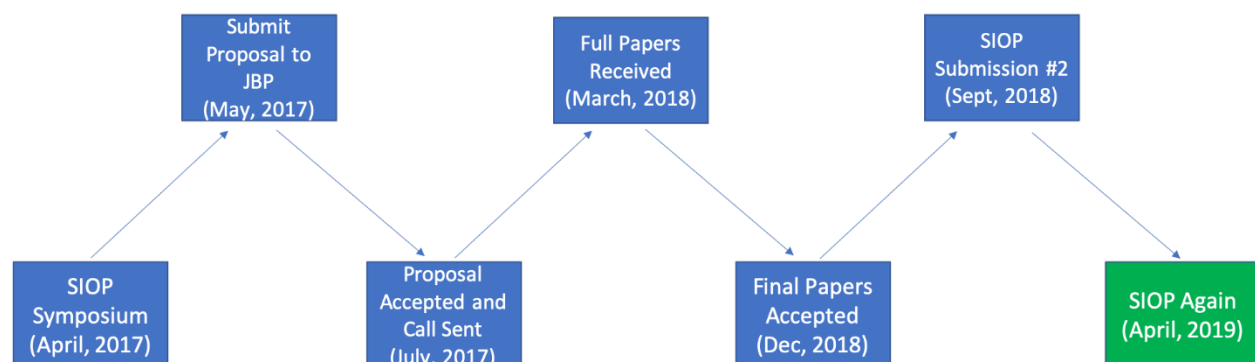 Submit
Proposal to
JBP
(May, 2017)
Full Papers
Received
(March, 2018)
SIOP
Submission #2
(Sept, 2018)
SIOP
Symposium
(April, 2017)
Proposal
Accepted and
Call Sent
(July, 2017)
Final Papers
Accepted
(Dec, 2018)
SIOP Again
(April, 2019)